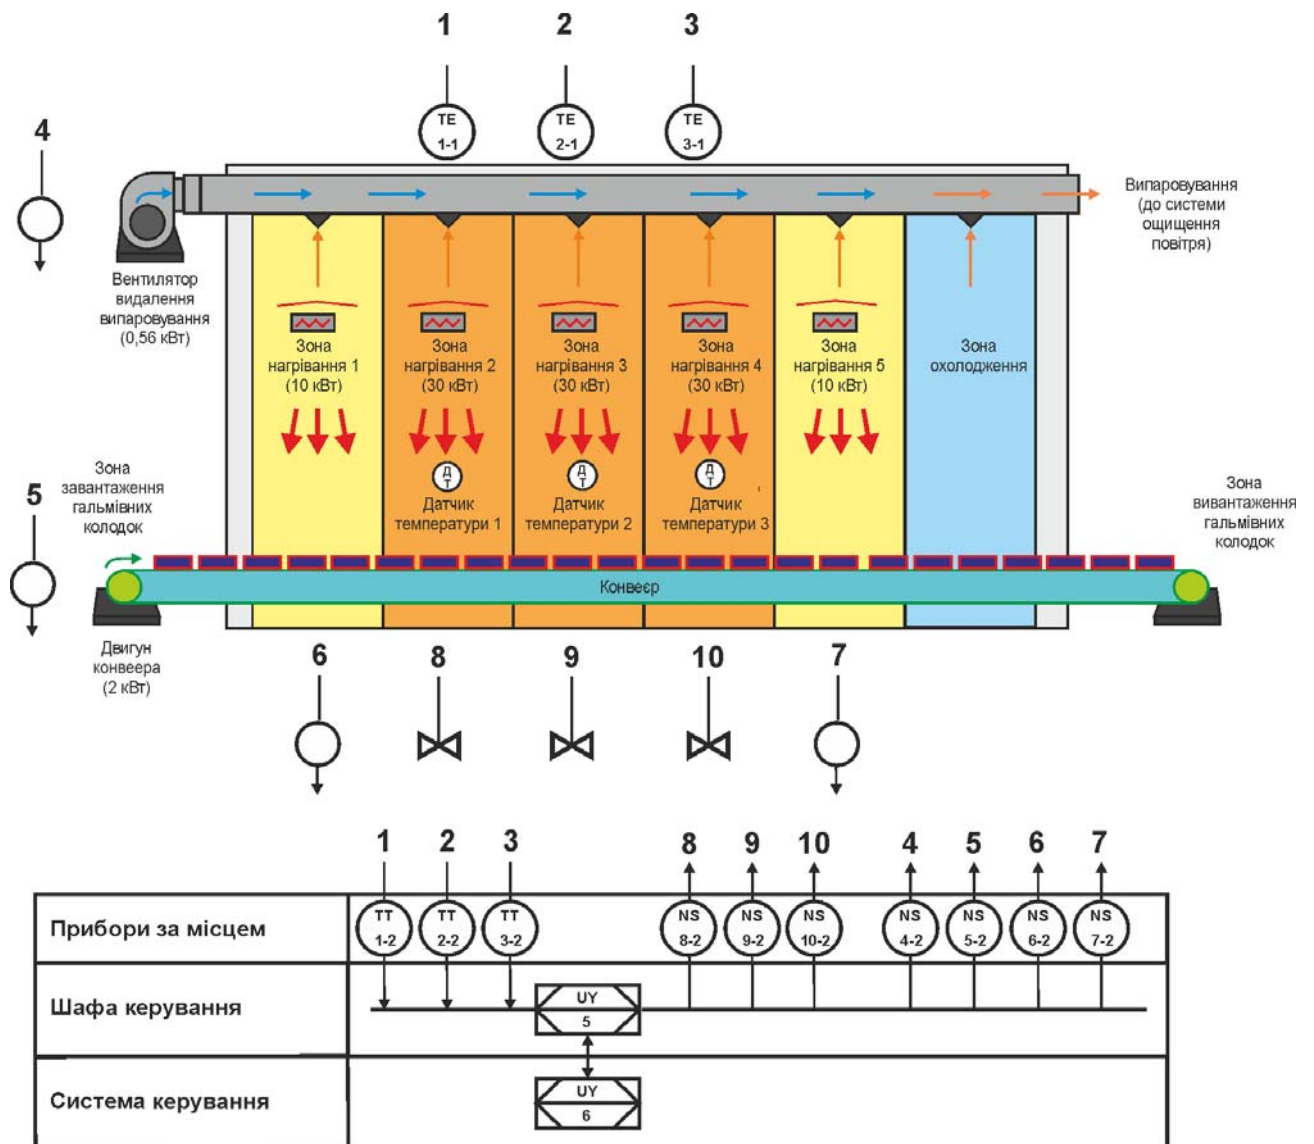 1
2
3
TE
1-1
TE
2-1
TE
3-1
4
Випаровування
(до системи
ощищення
повітря)
Вентилятор
видалення
випаровування
(0,56 кВт)
Зона
нагрівання 1
(10 кВт)
Зона
нагрівання 2
(30 кВт)
Зона
нагрівання 3
(30 кВт)
Зона
нагрівання 4
(30 кВт)
Зона
нагрівання 5
(10 кВт)
Зона
охолодження
Д
Т
Датчик
температури 1
Д
Т
Датчик
температури 2
Д
Т
Датчик
температури 3
5
Зона
завантаження
гальмівних
колодок
Зона
вивантаження
гальмівних
колодок
Конвеєр
Двигун
конвеера
(2 кВт)
6
8
9
10
7
1
2
3
8
9
10
4
5
6
7
Прибори за місцем
TT
1-2
TT
2-2
TT
3-2
NS
8-2
NS
9-2
NS
10-2
NS
4-2
NS
5-2
NS
6-2
NS
7-2
Шафа керування
UY
5
Система керування
UY
6